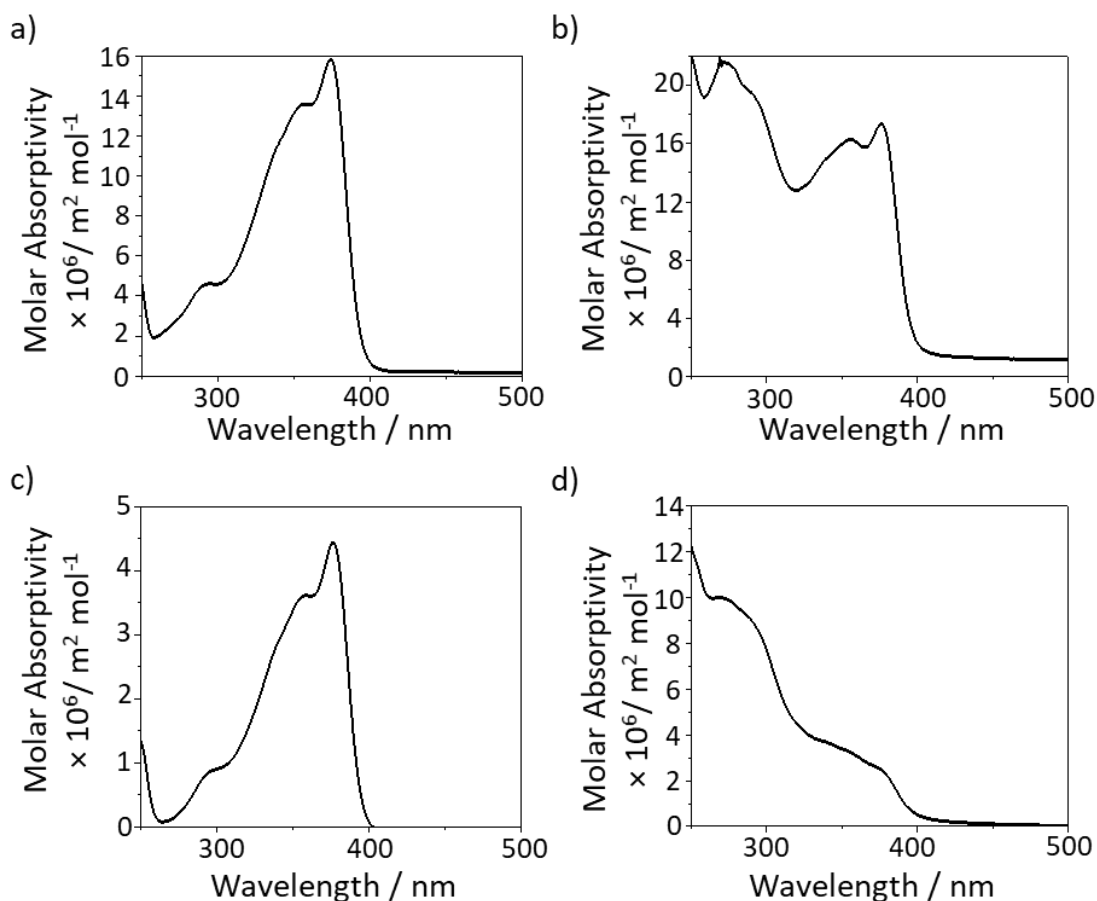 a)
Molar Absorptivity
× 10⁶/ m² mol⁻¹
16
14
12
10
8
6
4
2
0
300
400
500
Wavelength / nm
b)
Molar Absorptivity
× 10⁶/ m² mol⁻¹
20
16
12
8
4
0
300
400
500
Wavelength / nm
c)
Molar Absorptivity
× 10⁶/ m² mol⁻¹
5
4
3
2
1
0
300
400
500
Wavelength / nm
d)
Molar Absorptivity
× 10⁶/ m² mol⁻¹
14
12
10
8
6
4
2
0
300
400
500
Wavelength / nm